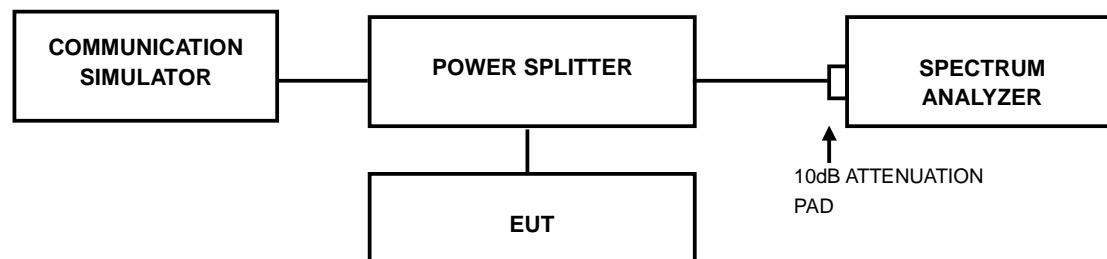 COMMUNICATION
SIMULATOR
POWER SPLITTER
SPECTRUM
ANALYZER
10dB ATTENUATION
PAD
EUT